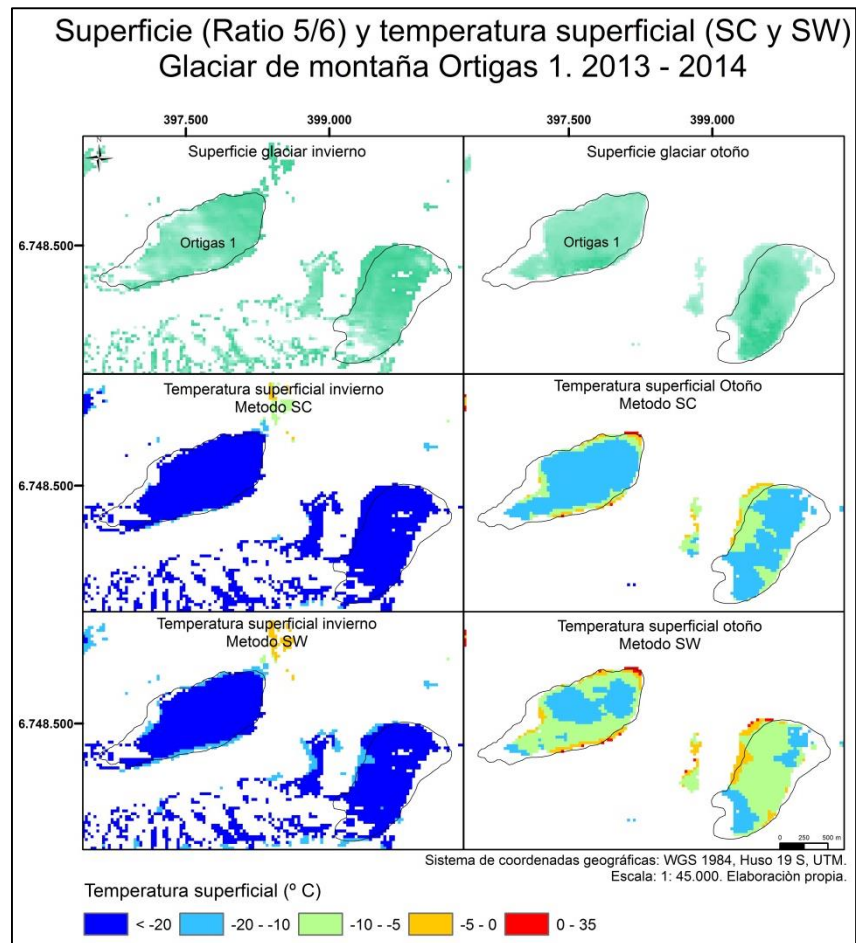 Superficie (Ratio 5/6) y temperatura superficial (SC y SW)
Glaciar de montaña Ortigas 1. 2013 - 2014
397.500
399.000
397.500
399.000
N
Superficie glaciar invierno
Superficie glaciar otoño
6.748.500
Ortigas 1
Ortigas 1
Temperatura superficial invierno
Metodo SC
Temperatura superficial Otoño
Metodo SC
6.748.500
Temperatura superficial invierno
Metodo SW
Temperatura superficial otoño
Metodo SW
6.748.500
0 250 500 m
Sistema de coordenadas geográficas: WGS 1984, Huso 19 S, UTM.
Escala: 1: 45.000. Elaboraciòn propia.
Temperatura superficial (º C)
< -20
-20 - -10
-10 - -5
-5 - 0
0 - 35